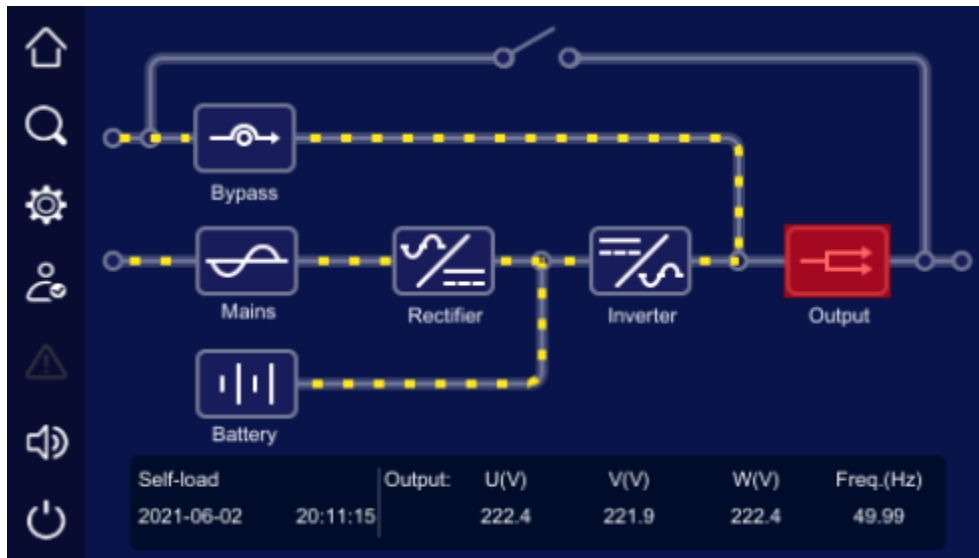 Bypass
Mains
Rectifier
Inverter
Output
Battery
Self-load Output: U(V) V(V) W(V) Freq.(Hz)
2021-06-02 20:11:15 222.4 221.9 222.4 49.99